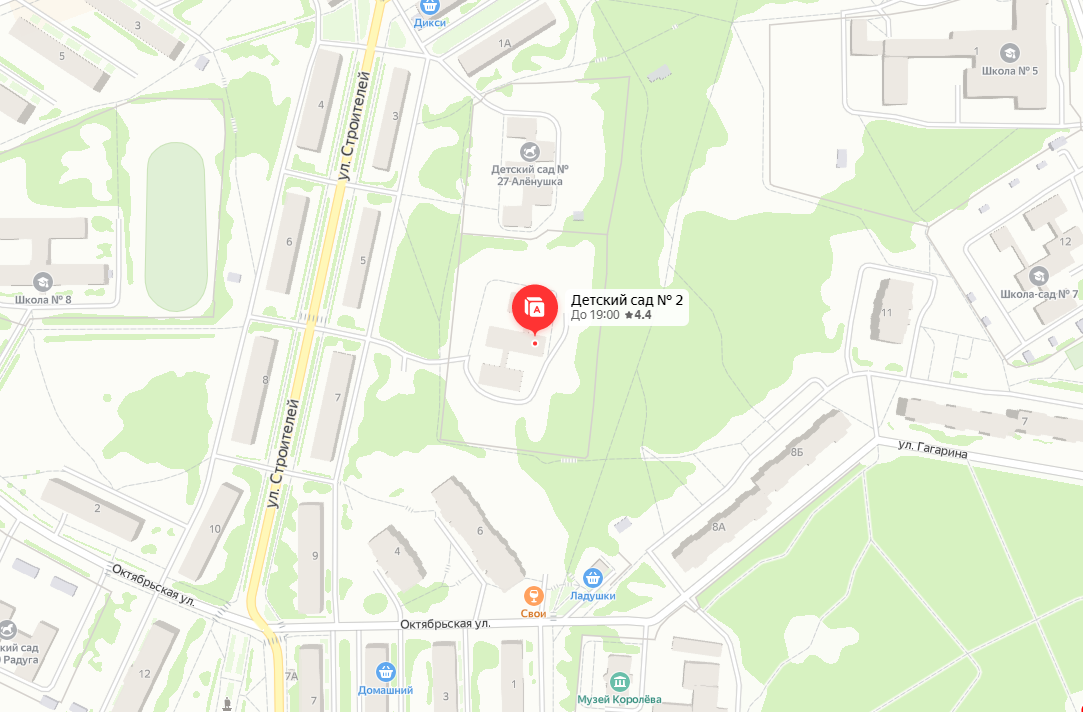 Дикси
3
1А
5
1
Школа № 5
4
3
ул. Строителей
Детский сад №
27 Алёнушка
6
5
12
Школа № 8
Школа-сад № 7
Детский сад № 2
До 19:00 ★4.4
11
8
7
ул. Строителей
7
8Б
ул. Гагарина
2
10
9
4
6
8А
Октябрьская ул.
Ладушки
Свои
Октябрьская ул.
кий сад
Радуга
12
7А
7
Домашний
3
1
Музей Королёва